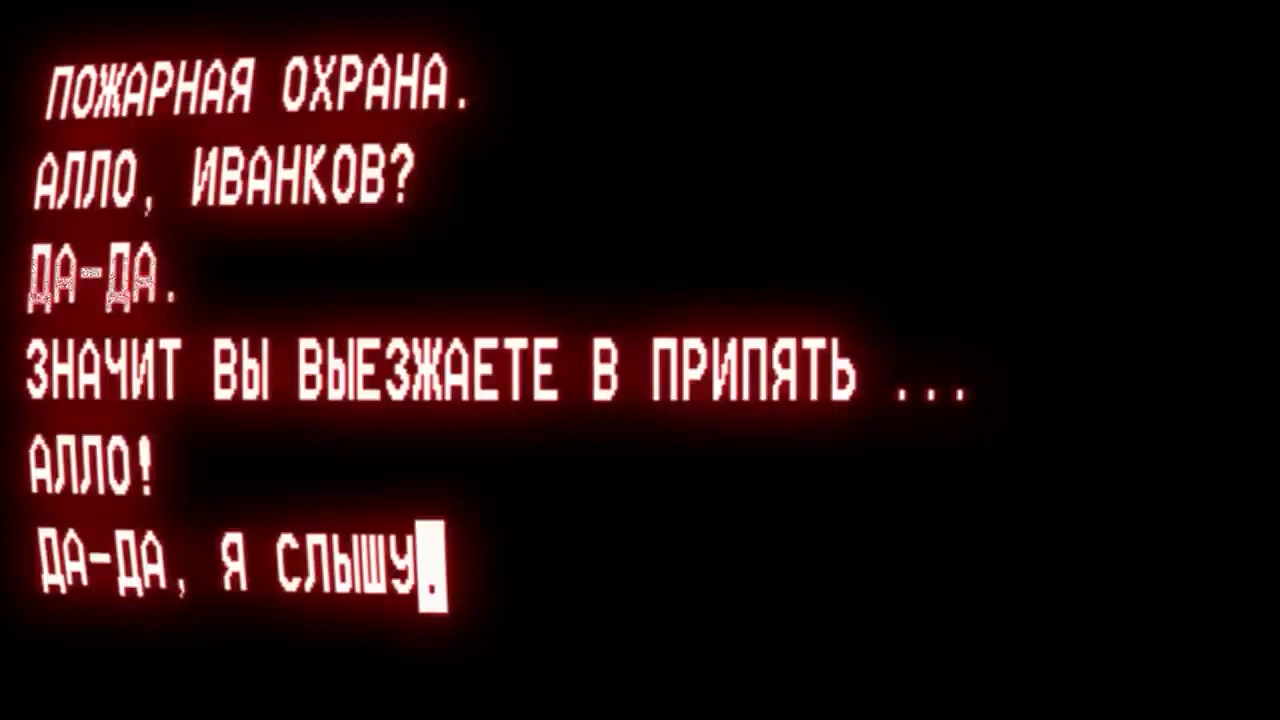 ПОЖАРНАЯ ОХРАНА.
АЛЛО, ИВАНКОВ?
ДА-ДА.
ЗНАЧИТ ВЫ ВЫЕЗЖАЕТЕ В ПРИПЯТЬ ...
АЛЛО!
ДА-ДА, Я СЛЫШУ.